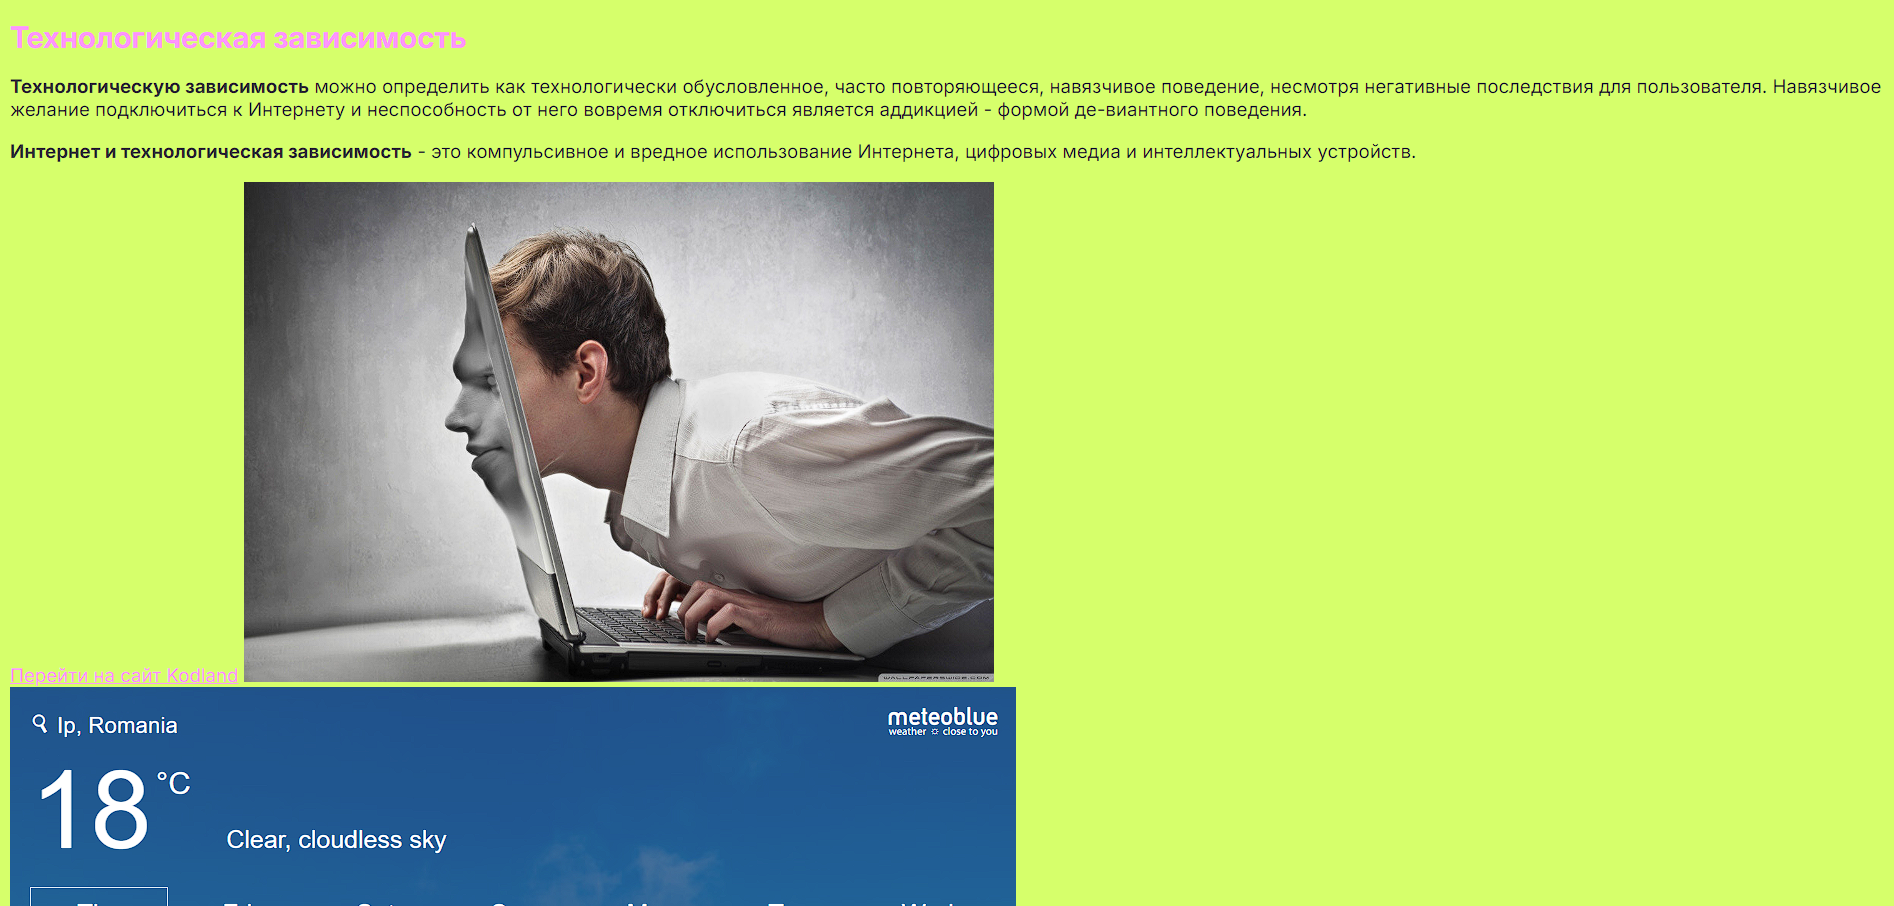 Технологическая зависимость
Технологическую зависимость можно определить как технологически обусловленное, часто повторяющееся, навязчивое поведение, несмотря негативные последствия для пользователя. Навязчивое
желание подключиться к Интернету и неспособность от него вовремя отключиться является аддикцией - формой де-виантного поведения.
Интернет и технологическая зависимость - это компульсивное и вредное использование Интернета, цифровых медиа и интеллектуальных устройств.
WALLPAPERSWIDE.COM
Перейти на сайт Kodland
Ip, Romania
meteoblue
weather close to you
18 °C
Clear, cloudless sky